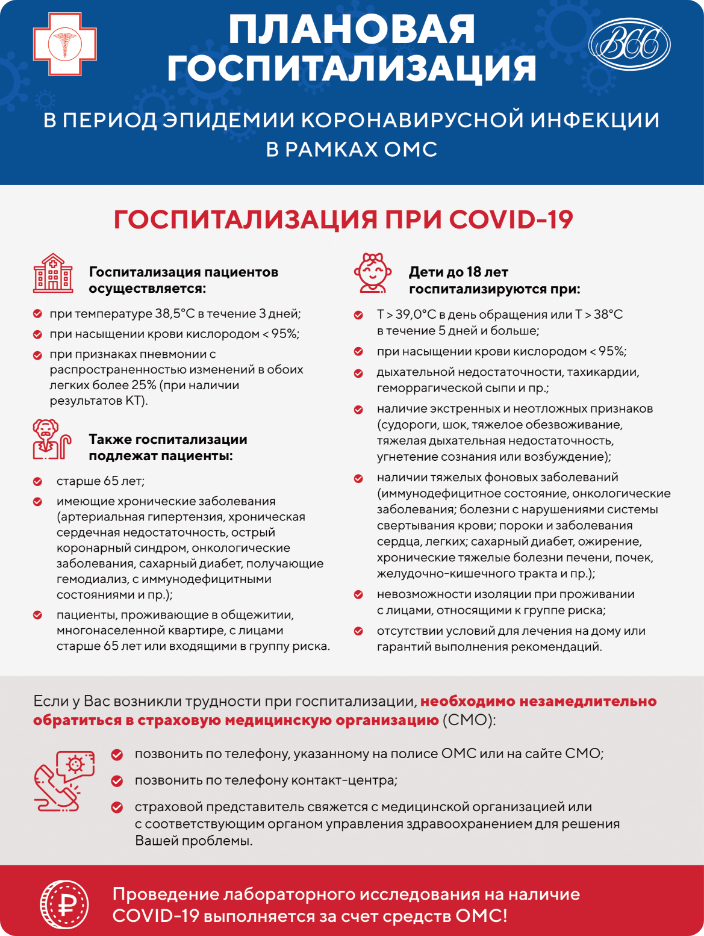 ПЛАНОВАЯ
ГОСПИТАЛИЗАЦИЯ
ВСС
В ПЕРИОД ЭПИДЕМИИ КОРОНАВИРУСНОЙ ИНФЕКЦИИ
В РАМКАХ ОМС
ГОСПИТАЛИЗАЦИЯ ПРИ COVID-19
Госпитализация пациентов
осуществляется:
при температуре 38,5°С в течение 3 дней;
при насыщении крови кислородом < 95%;
при признаках пневмонии с
распространенностью изменений в обоих
легких более 25% (при наличии
результатов КТ).
Также госпитализации
подлежат пациенты:
старше 65 лет;
имеющие хронические заболевания
(артериальная гипертензия, хроническая
сердечная недостаточность, острый
коронарный синдром, онкологические
заболевания, сахарный диабет, получающие
гемодиализ, с иммунодефицитными
состояниями и пр.);
пациенты, проживающие в общежитии,
многонаселенной квартире, с лицами
старше 65 лет или входящими в группу риска.
Дети до 18 лет
госпитализируются при:
Т > 39,0°С в день обращения или Т > 38°С
в течение 5 дней и больше;
при насыщении крови кислородом < 95%;
дыхательной недостаточности, тахикардии,
геморрагической сыпи и пр.;
наличие экстренных и неотложных признаков
(судороги, шок, тяжелое обезвоживание,
тяжелая дыхательная недостаточность,
угнетение сознания или возбуждение);
наличии тяжелых фоновых заболеваний
(иммунодефицитное состояние, онкологические
заболевания; болезни с нарушениями системы
свертывания крови; пороки и заболевания
сердца, легких; сахарный диабет, ожирение,
хронические тяжелые болезни печени, почек,
желудочно-кишечного тракта и пр.);
невозможности изоляции при проживании
с лицами, относящими к группе риска;
отсутствии условий для лечения на дому или
гарантий выполнения рекомендаций.
Если у Вас возникли трудности при госпитализации, необходимо незамедлительно
обратиться в страховую медицинскую организацию (СМО):
позвонить по телефону, указанному на полисе ОМС или на сайте СМО;
позвонить по телефону контакт-центра;
страховой представитель свяжется с медицинской организацией или
с соответствующим органом управления здравоохранением для решения
Вашей проблемы.
Проведение лабораторного исследования на наличие
COVID-19 выполняется за счет средств ОМС!